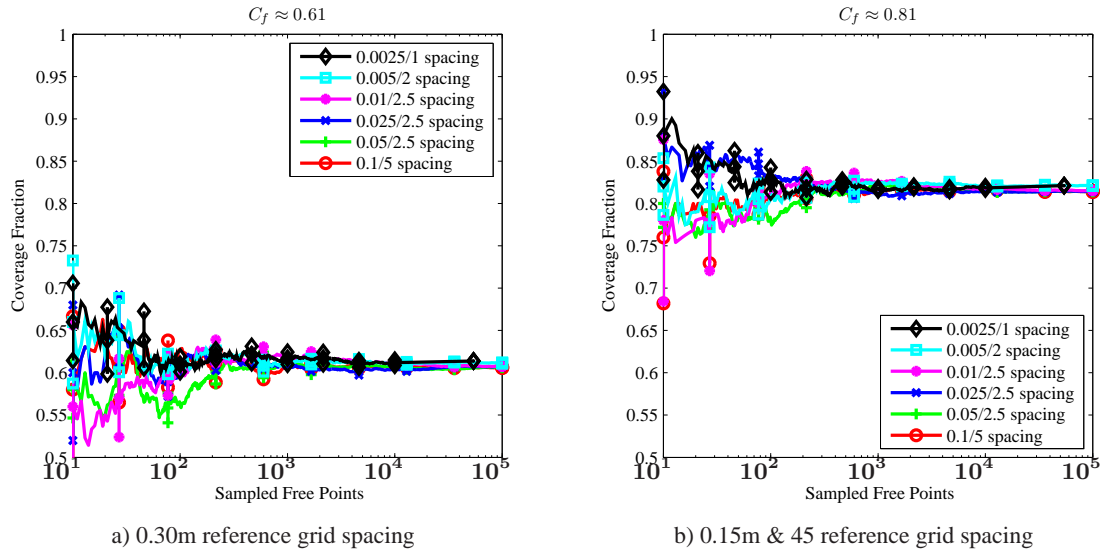 C_f ≈ 0.61
1
0.95
0.9
0.85
0.8
0.75
0.7
0.65
0.6
0.55
0.5
Coverage Fraction
0.0025/1 spacing
0.005/2 spacing
0.01/2.5 spacing
0.025/2.5 spacing
0.05/2.5 spacing
0.1/5 spacing
10^1 10^2 10^3 10^4 10^5
Sampled Free Points
a) 0.30m reference grid spacing
C_f ≈ 0.81
1
0.95
0.9
0.85
0.8
0.75
0.7
0.65
0.6
0.55
0.5
Coverage Fraction
0.0025/1 spacing
0.005/2 spacing
0.01/2.5 spacing
0.025/2.5 spacing
0.05/2.5 spacing
0.1/5 spacing
10^1 10^2 10^3 10^4 10^5
Sampled Free Points
b) 0.15m & 45 reference grid spacing